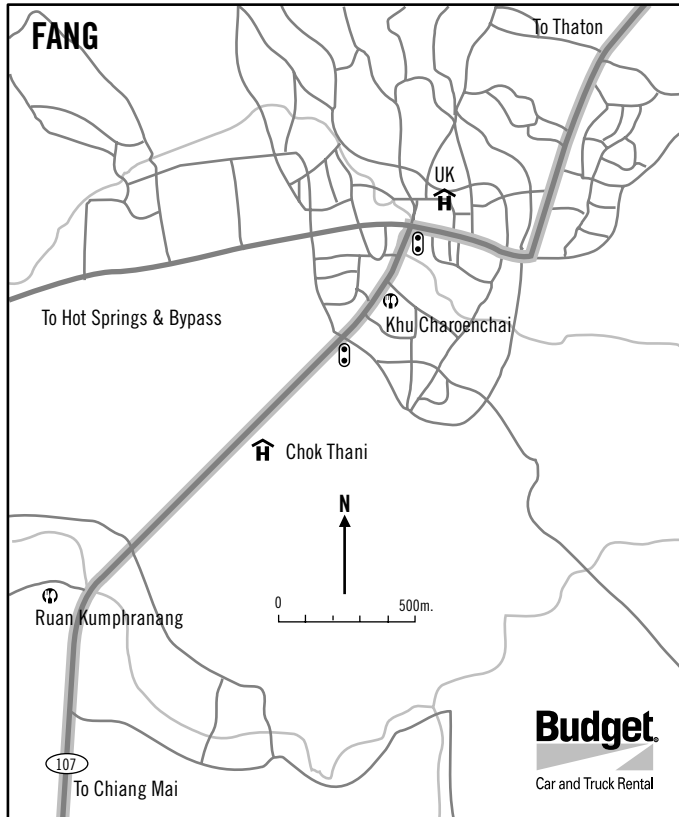 FANG
To Thaton
UK
H
To Hot Springs & Bypass
Khu Charoenchai
H
Chok Thani
N
0
500m.
Ruan Kumphranang
107
To Chiang Mai
Budget®
Car and Truck Rental